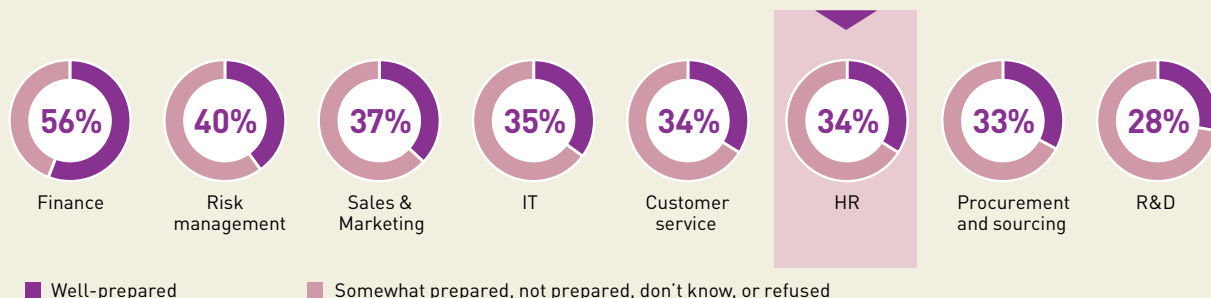 56%
40%
37%
35%
34%
34%
33%
28%
Finance
Risk
management
Sales &
Marketing
IT
Customer
service
HR
Procurement
and sourcing
R&D
Well-prepared
Somewhat prepared, not prepared, don't know, or refused